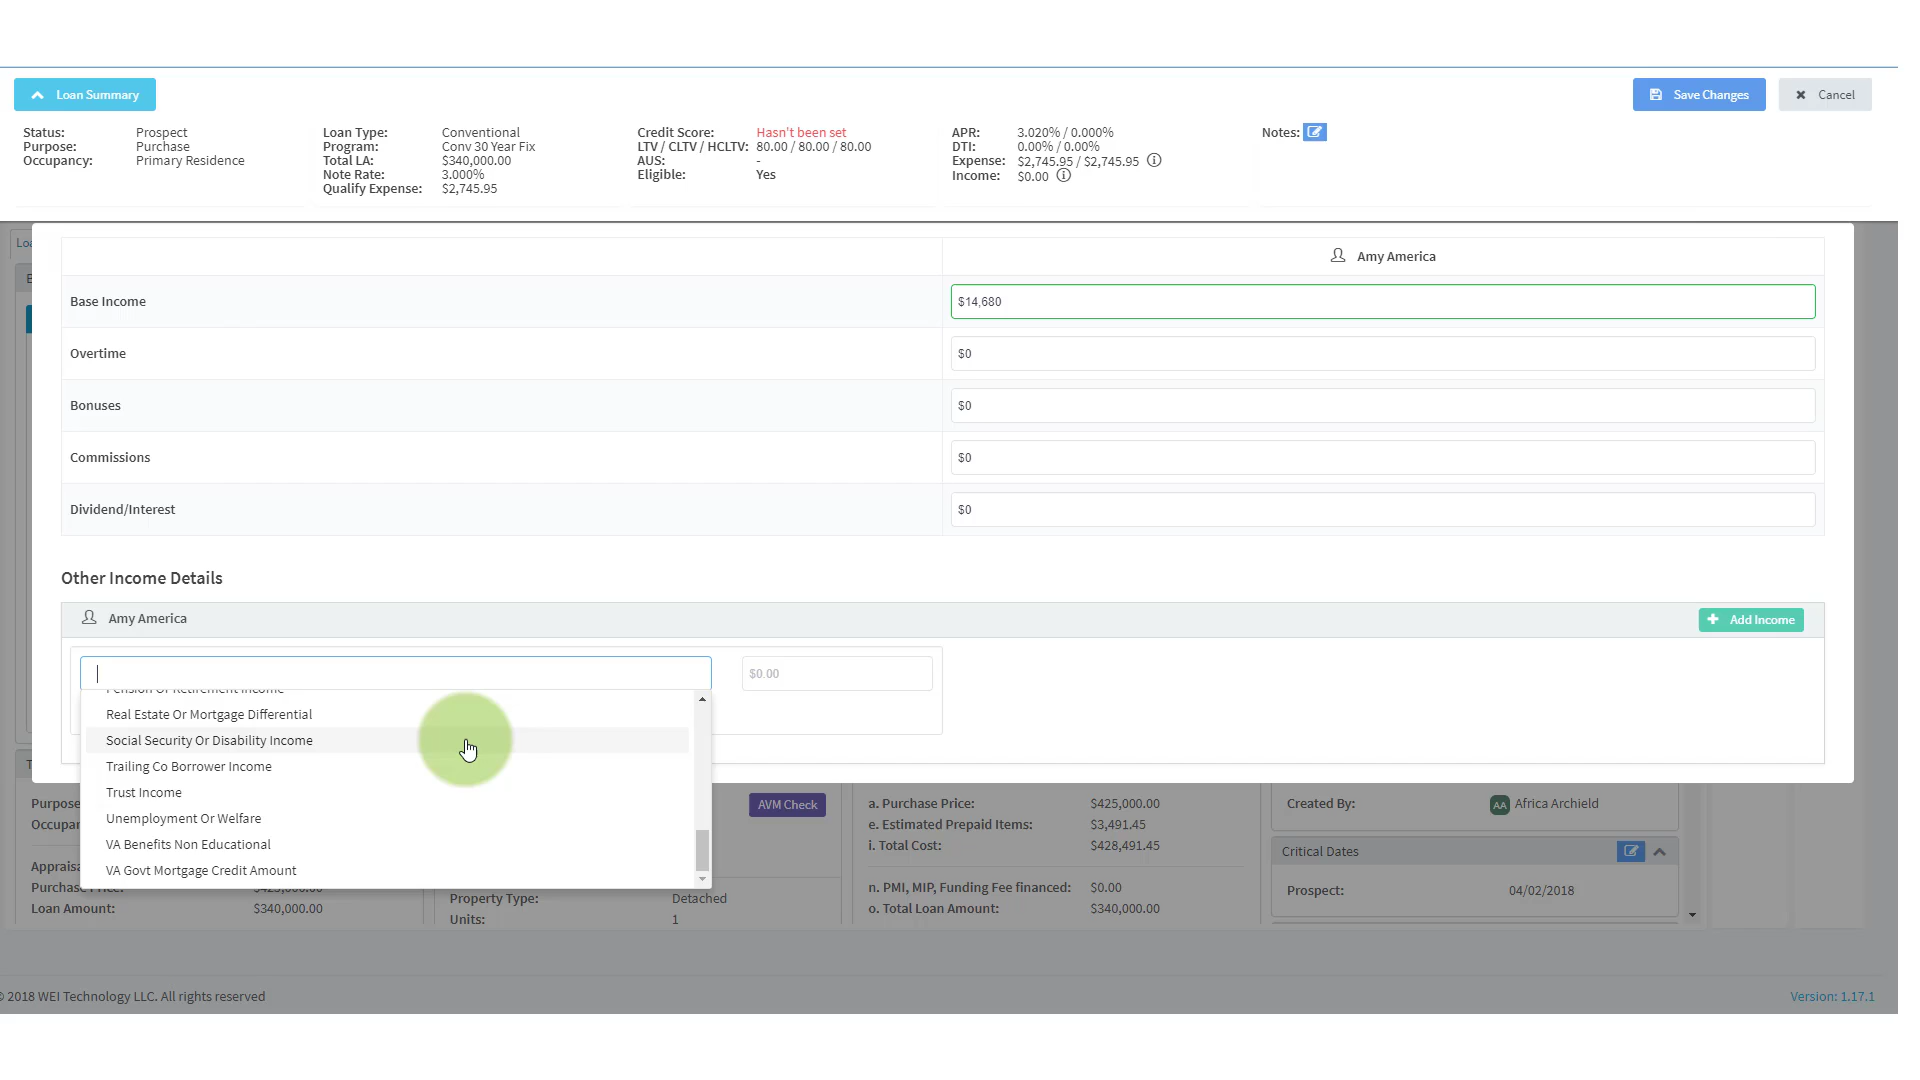 Loan Summary
Save Changes
Cancel
Status: Prospect
Purpose: Purchase
Occupancy: Primary Residence
Loan Type: Conventional
Program: Conv 30 Year Fix
Total LA: $340,000.00
Note Rate: 3.000%
Qualify Expense: $2,745.95
Credit Score: Hasn't been set
LTV / CLTV / HCLTV: 80.00 / 80.00 / 80.00
AUS: -
Eligible: Yes
APR: 3.020% / 0.000%
DTI: 0.00% / 0.00%
Expense: $2,745.95 / $2,745.95
Income: $0.00
Notes:
Amy America
Base Income $14,680
Overtime $0
Bonuses $0
Commissions $0
Dividend/Interest $0
Other Income Details
Amy America
Add Income
$0.00
Pension Or Retirement Income
Real Estate Or Mortgage Differential
Social Security Or Disability Income
Trailing Co Borrower Income
Trust Income
Unemployment Or Welfare
VA Benefits Non Educational
VA Govt Mortgage Credit Amount
Purpose
Loan Amount: $340,000.00
AVM Check
Property Type: Detached
Units: 1
a. Purchase Price: $425,000.00
e. Estimated Prepaid Items: $3,491.45
i. Total Cost: $428,491.45
n. PMI, MIP, Funding Fee financed: $0.00
o. Total Loan Amount: $340,000.00
Created By: AA Africa Archield
Critical Dates
Prospect: 04/02/2018
© 2018 WEI Technology LLC. All rights reserved
Version: 1.17.1